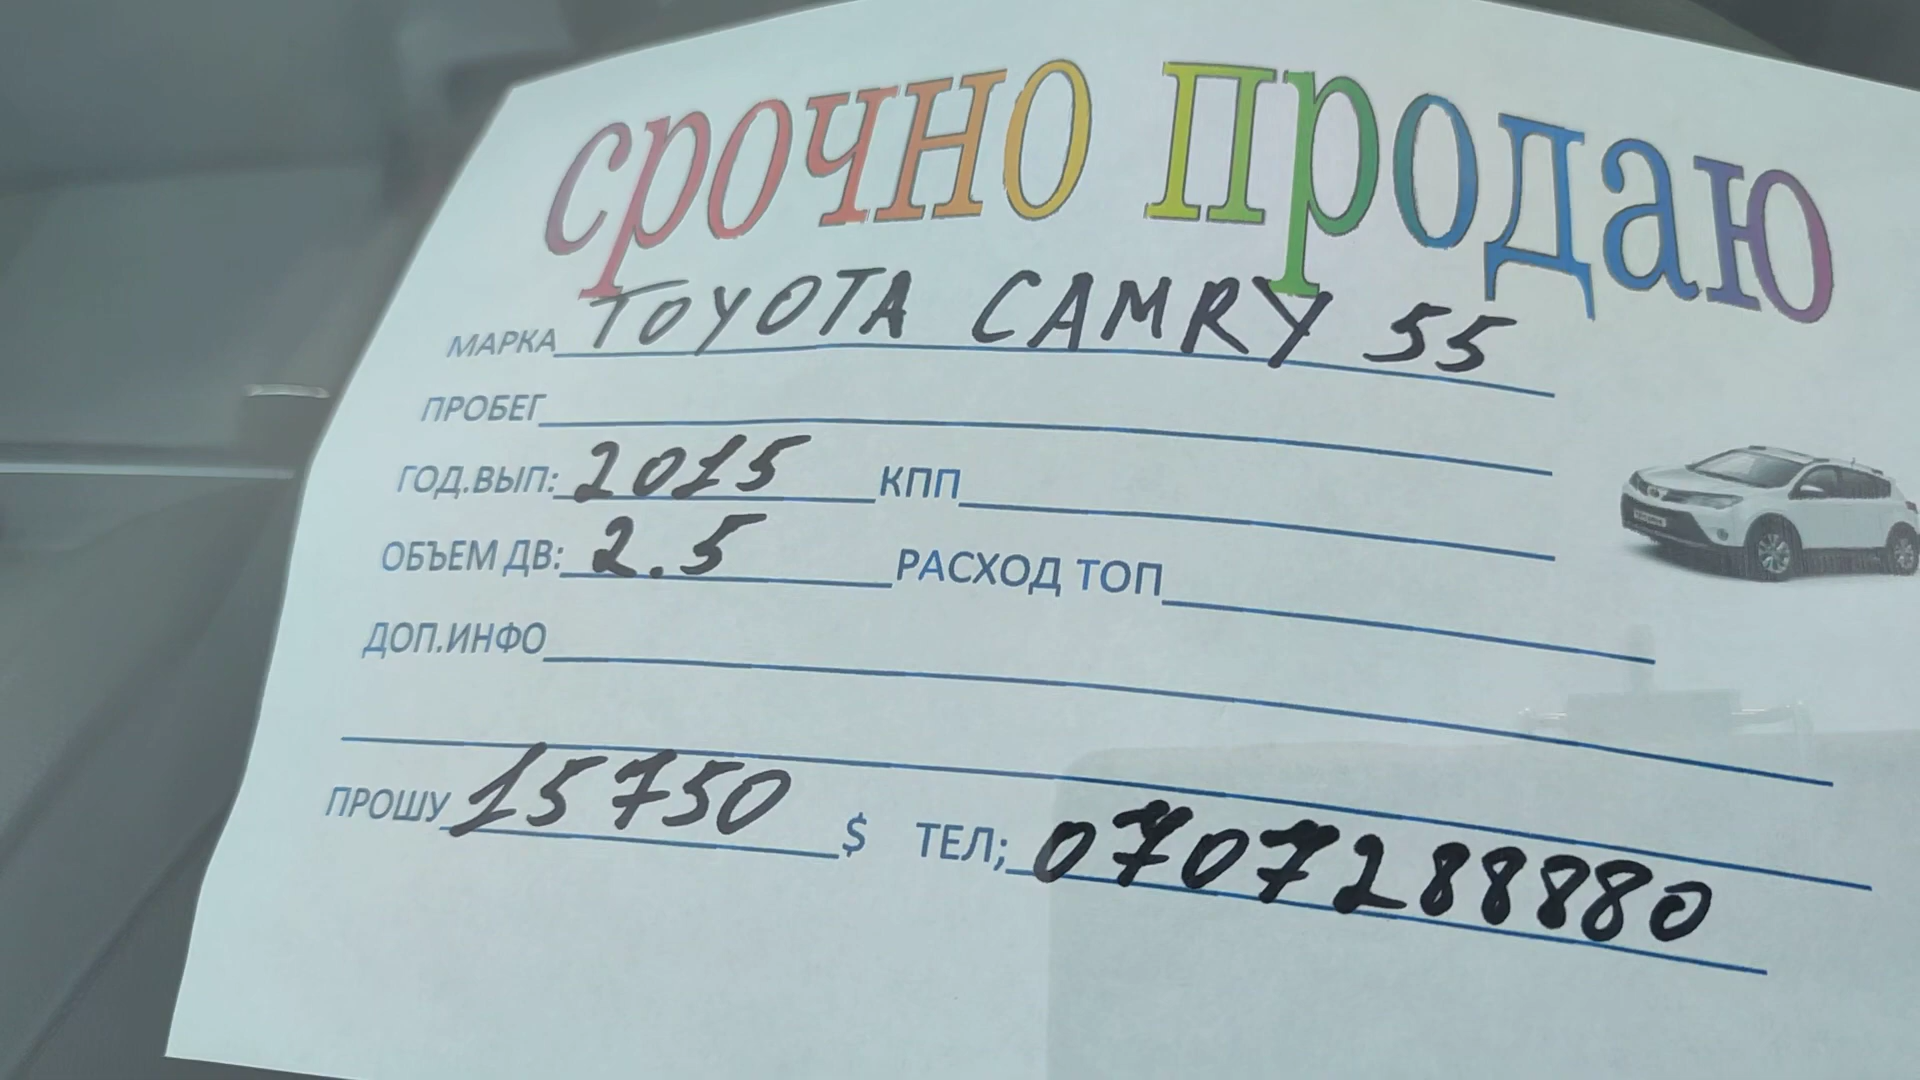 срочно продаю
МАРКА TOYOTA CAMRY 55
ПРОБЕГ
ГОД.ВЫП: 2015 КПП
ОБЪЕМ ДВ: 2.5 РАСХОД ТОП
ДОП.ИНФО
ПРОШУ 15750 $ ТЕЛ; 0707288880